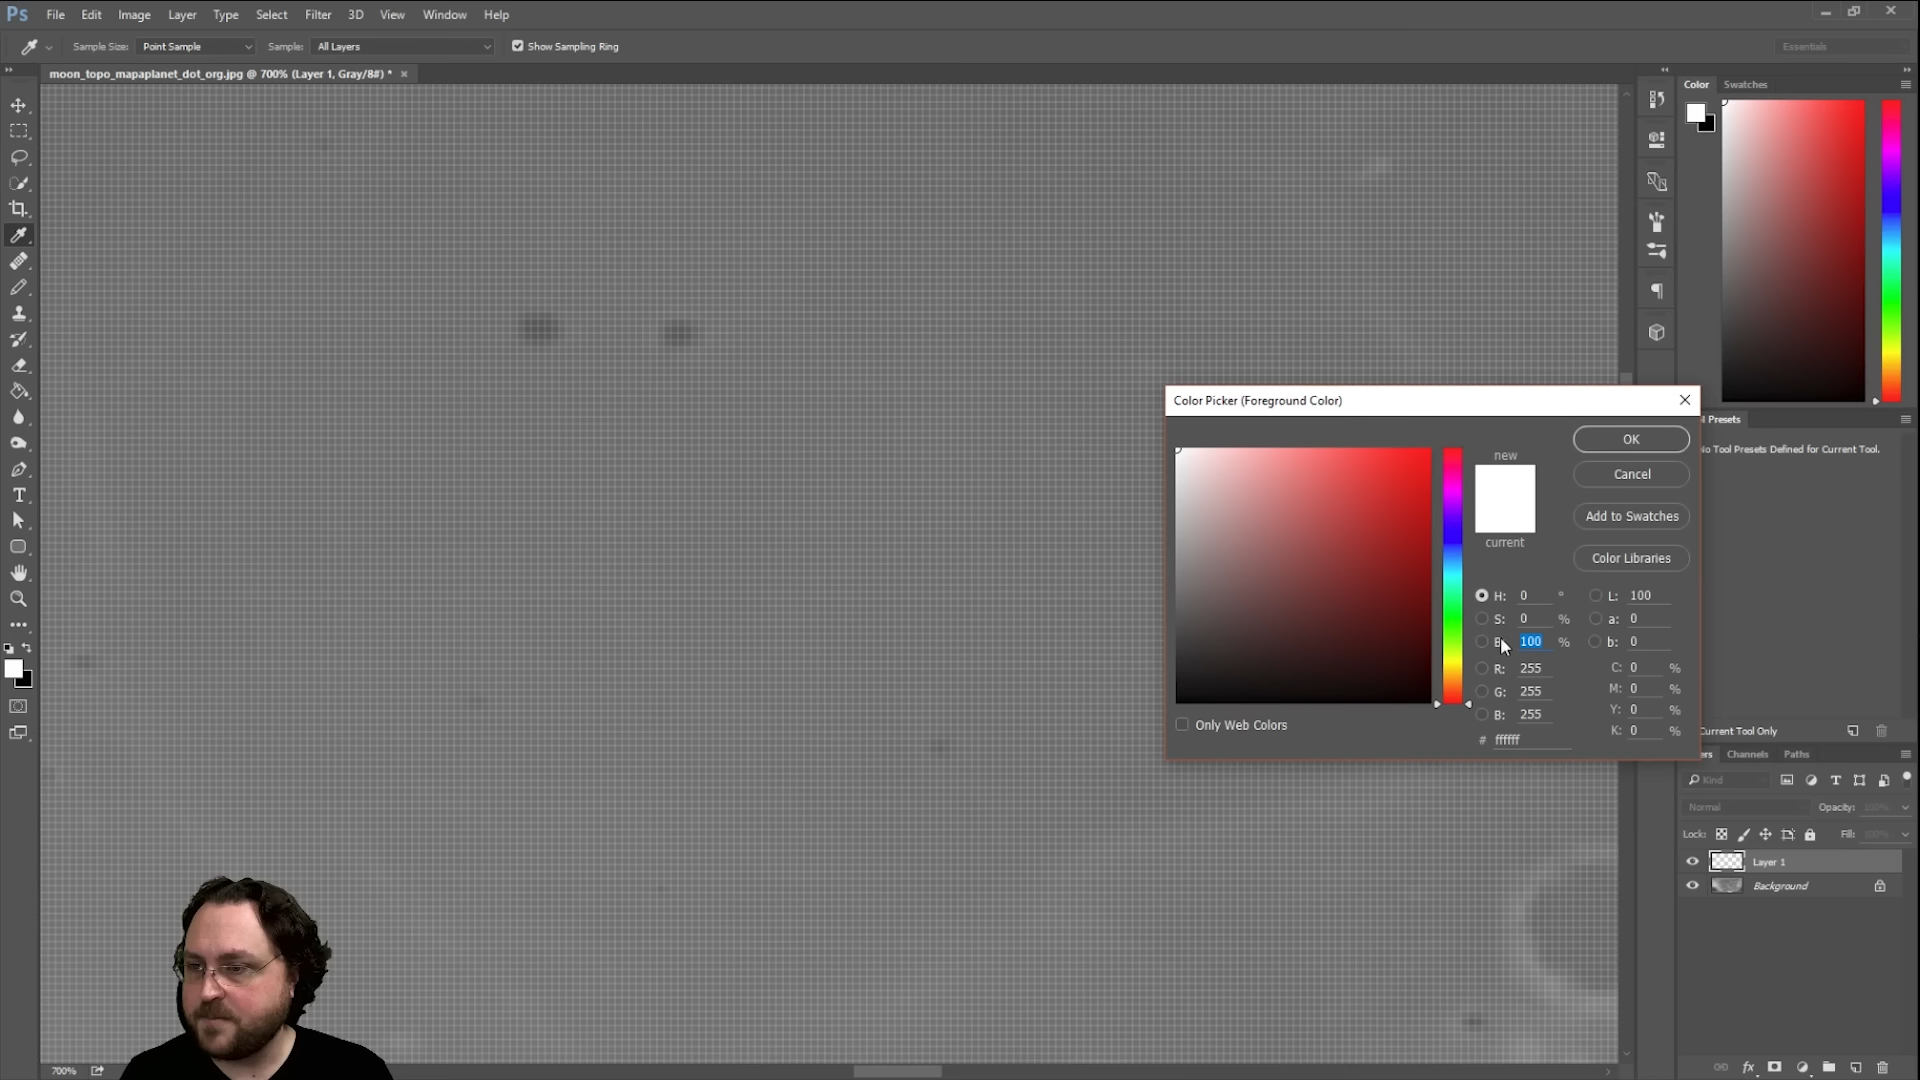 Ps File Edit Image Layer Type Select Filter 3D View Window Help
Sample Size: Point Sample Sample: All Layers Show Sampling Ring Essentials
moon_topo_mapaplanet_dot_org.jpg @ 700% (Layer 1, Gray/8#) *
Color Swatches
Color Picker (Foreground Color)
Presets
OK
No Tool Presets Defined for Current Tool.
new
Cancel
Add to Swatches
current
Color Libraries
H: 0 ° L: 100
S: 0 % a: 0
100 % b: 0
R: 255 C: 0 %
G: 255 M: 0 %
B: 255 Y: 0 %
K: 0 %
Only Web Colors
# ffffff
Current Tool Only
Channels Paths
Kind
Normal Opacity: 100%
Lock: Fill: 100%
Layer 1
Background
700%